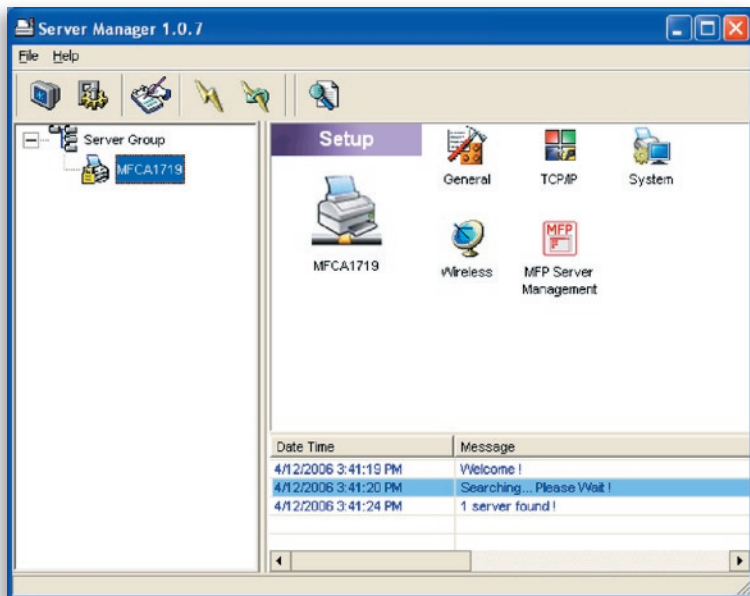 Server Manager 1.0.7
File Help
Server Group
MFCA1719
Setup
MFCA1719
General
TCP/IP
System
Wireless
MFP
MFP Server
Management
Date Time Message
4/12/2006 3:41:19 PM Welcome !
4/12/2006 3:41:20 PM Searching... Please Wait !
4/12/2006 3:41:24 PM 1 server found !